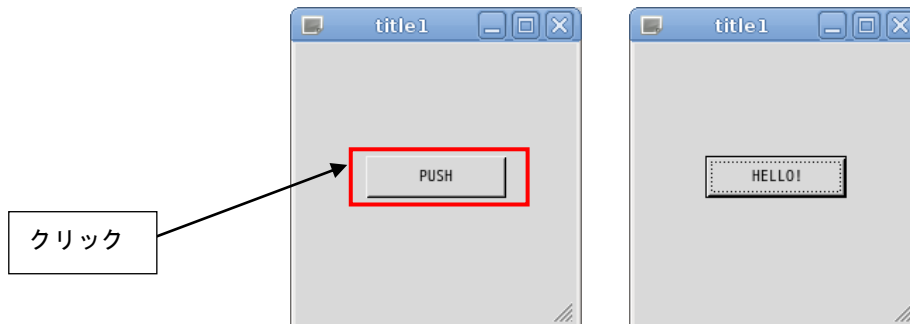 title1
title1
PUSH
HELLO!
クリック